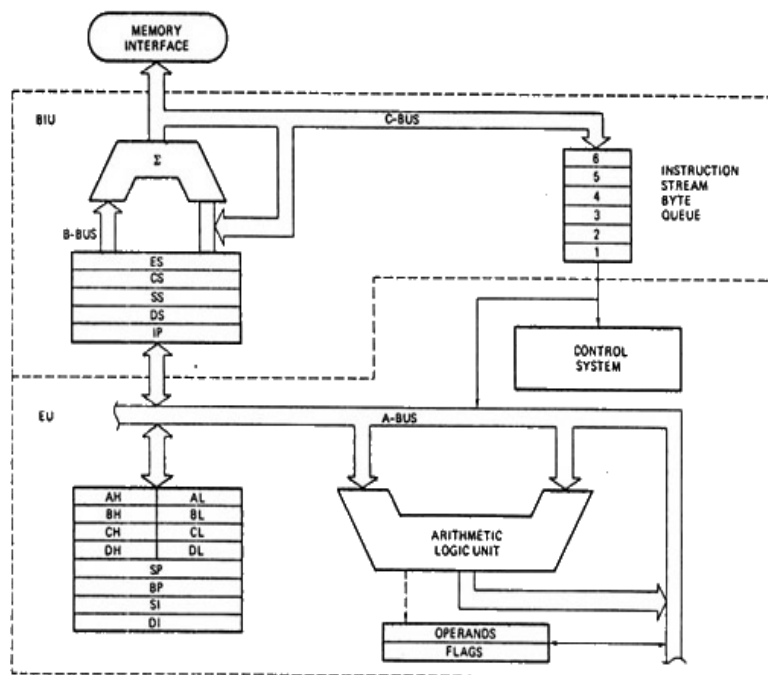 MEMORY
INTERFACE
BIU
C-BUS
Σ
6
5
4
3
2
1
INSTRUCTION
STREAM
BYTE
QUEUE
B-BUS
ES
CS
SS
DS
IP
CONTROL
SYSTEM
EU
A-BUS
AH AL
BH BL
CH CL
DH DL
SP
BP
SI
DI
ARITHMETIC
LOGIC UNIT
OPERANDS
FLAGS